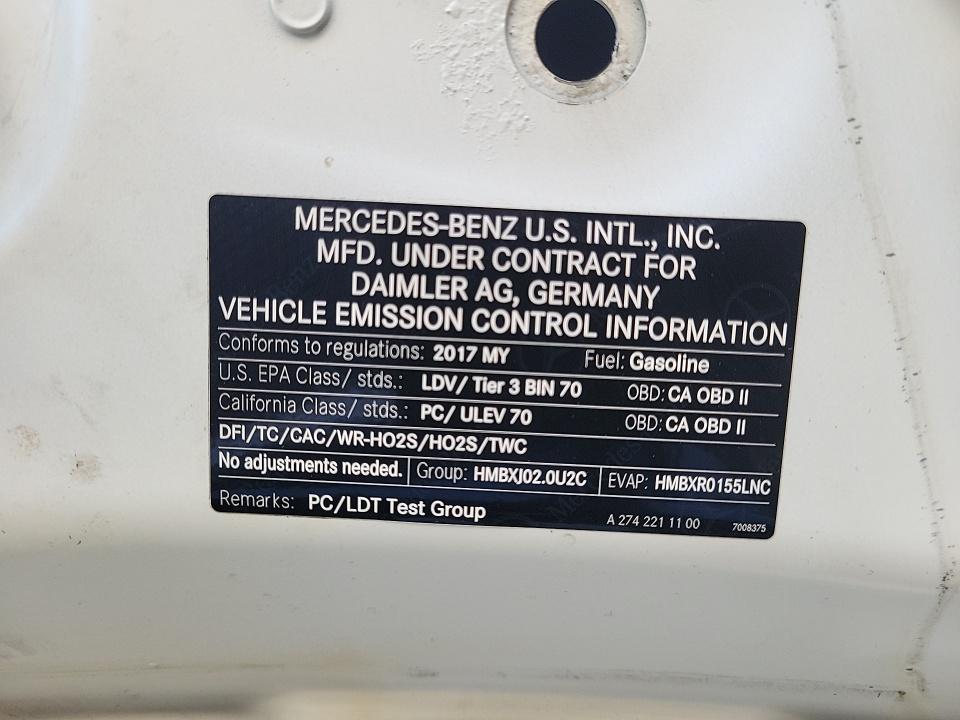 MERCEDES-BENZ U.S. INTL., INC.
MFD. UNDER CONTRACT FOR
DAIMLER AG, GERMANY
VEHICLE EMISSION CONTROL INFORMATION
Conforms to regulations: 2017 MY Fuel: Gasoline
U.S. EPA Class/ stds.: LDV/ Tier 3 BIN 70 OBD: CA OBD II
California Class/ stds.: PC/ ULEV 70 OBD: CA OBD II
DFI/TC/CAC/WR-HO2S/HO2S/TWC
No adjustments needed. Group: HMBXJ02.0U2C EVAP: HMBXR0155LNC
Remarks: PC/LDT Test Group A 274 221 11 00 7008375